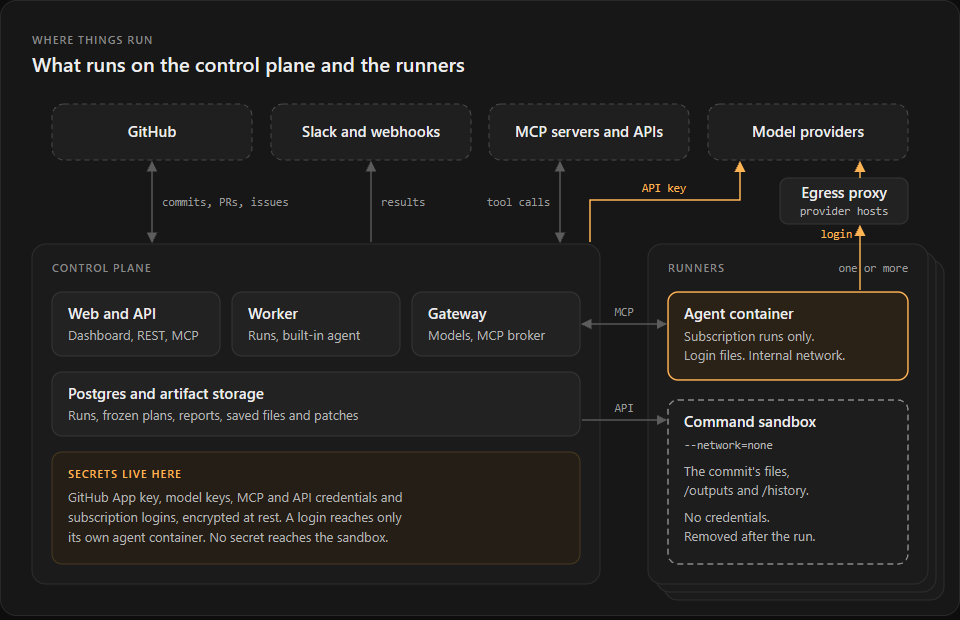 WHERE THINGS RUN
What runs on the control plane and the runners
GitHub
Slack and webhooks
MCP servers and APIs
Model providers
commits, PRs, issues
results
tool calls
API key
Egress proxy
provider hosts
login
CONTROL PLANE
RUNNERS
one or more
Web and API
Dashboard, REST, MCP
Worker
Runs, built-in agent
Gateway
Models, MCP broker
MCP
Agent container
Subscription runs only.
Login files. Internal network.
Postgres and artifact storage
Runs, frozen plans, reports, saved files and patches
API
Command sandbox
--network=none
The commit's files,
/outputs and /history.
No credentials.
Removed after the run.
SECRETS LIVE HERE
GitHub App key, model keys, MCP and API credentials and
subscription logins, encrypted at rest. A login reaches only
its own agent container. No secret reaches the sandbox.